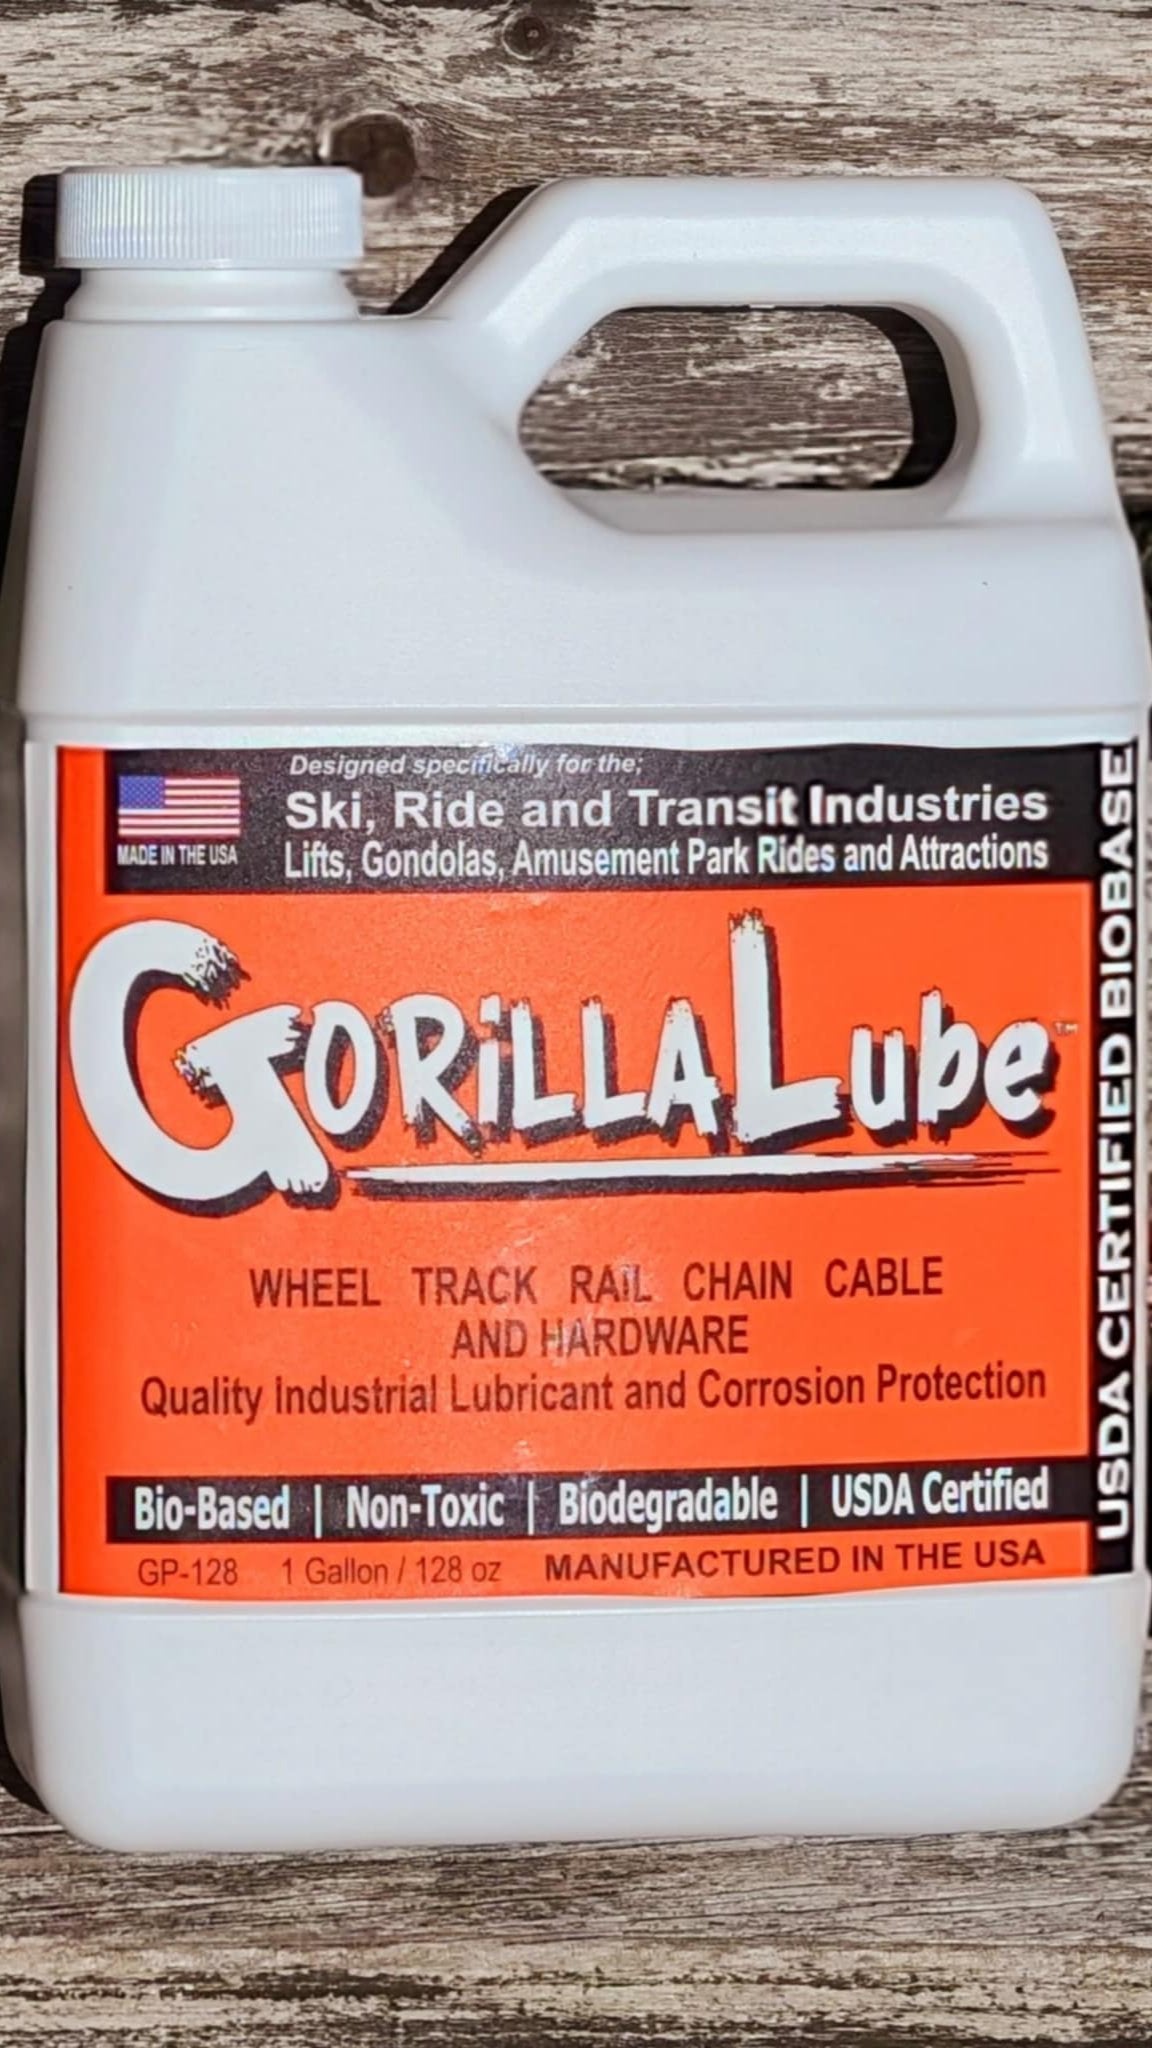 Designed specifically for the;
Ski, Ride and Transit Industries
MADE IN THE USA
Lifts, Gondolas, Amusement Park Rides and Attractions
GORiLLALube™
WHEEL TRACK RAIL CHAIN CABLE
AND HARDWARE
Quality Industrial Lubricant and Corrosion Protection
Bio-Based | Non-Toxic | Biodegradable | USDA Certified
GP-128 1 Gallon / 128 oz MANUFACTURED IN THE USA
USDA CERTIFIED BIOBASE